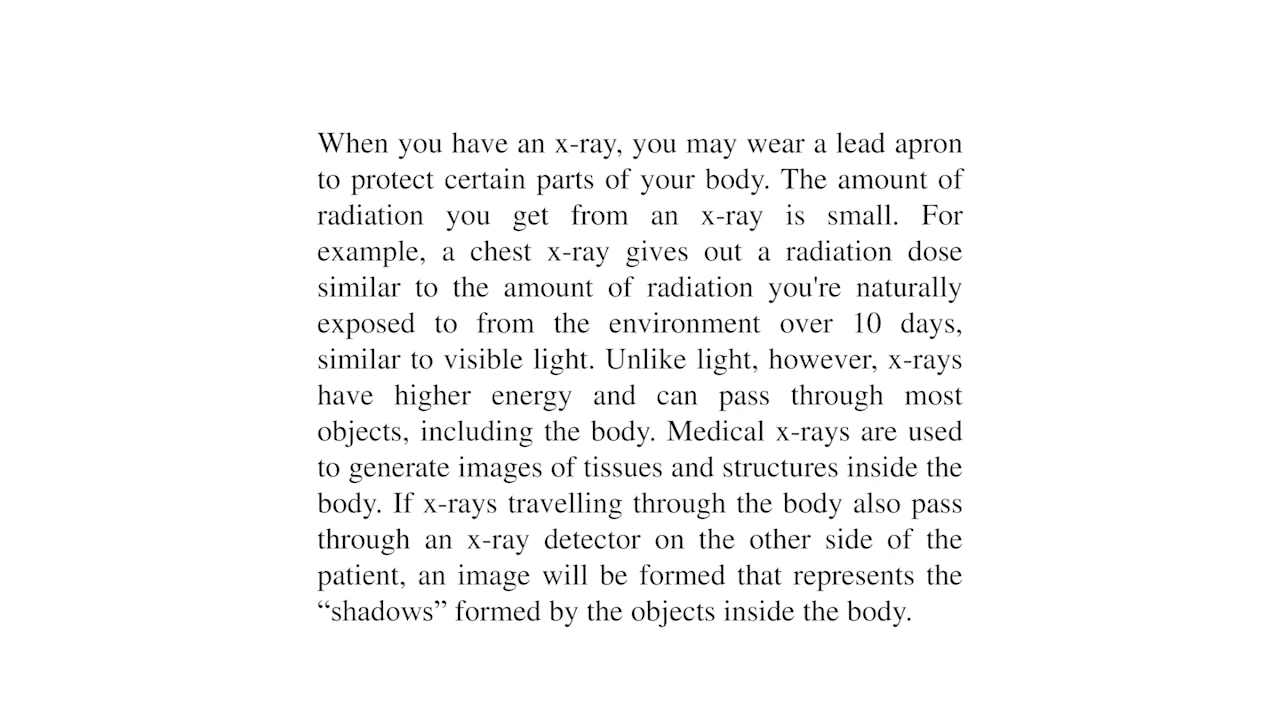 When you have an x-ray, you may wear a lead apron
to protect certain parts of your body. The amount of
radiation you get from an x-ray is small. For
example, a chest x-ray gives out a radiation dose
similar to the amount of radiation you're naturally
exposed to from the environment over 10 days,
similar to visible light. Unlike light, however, x-rays
have higher energy and can pass through most
objects, including the body. Medical x-rays are used
to generate images of tissues and structures inside the
body. If x-rays travelling through the body also pass
through an x-ray detector on the other side of the
patient, an image will be formed that represents the
“shadows” formed by the objects inside the body.